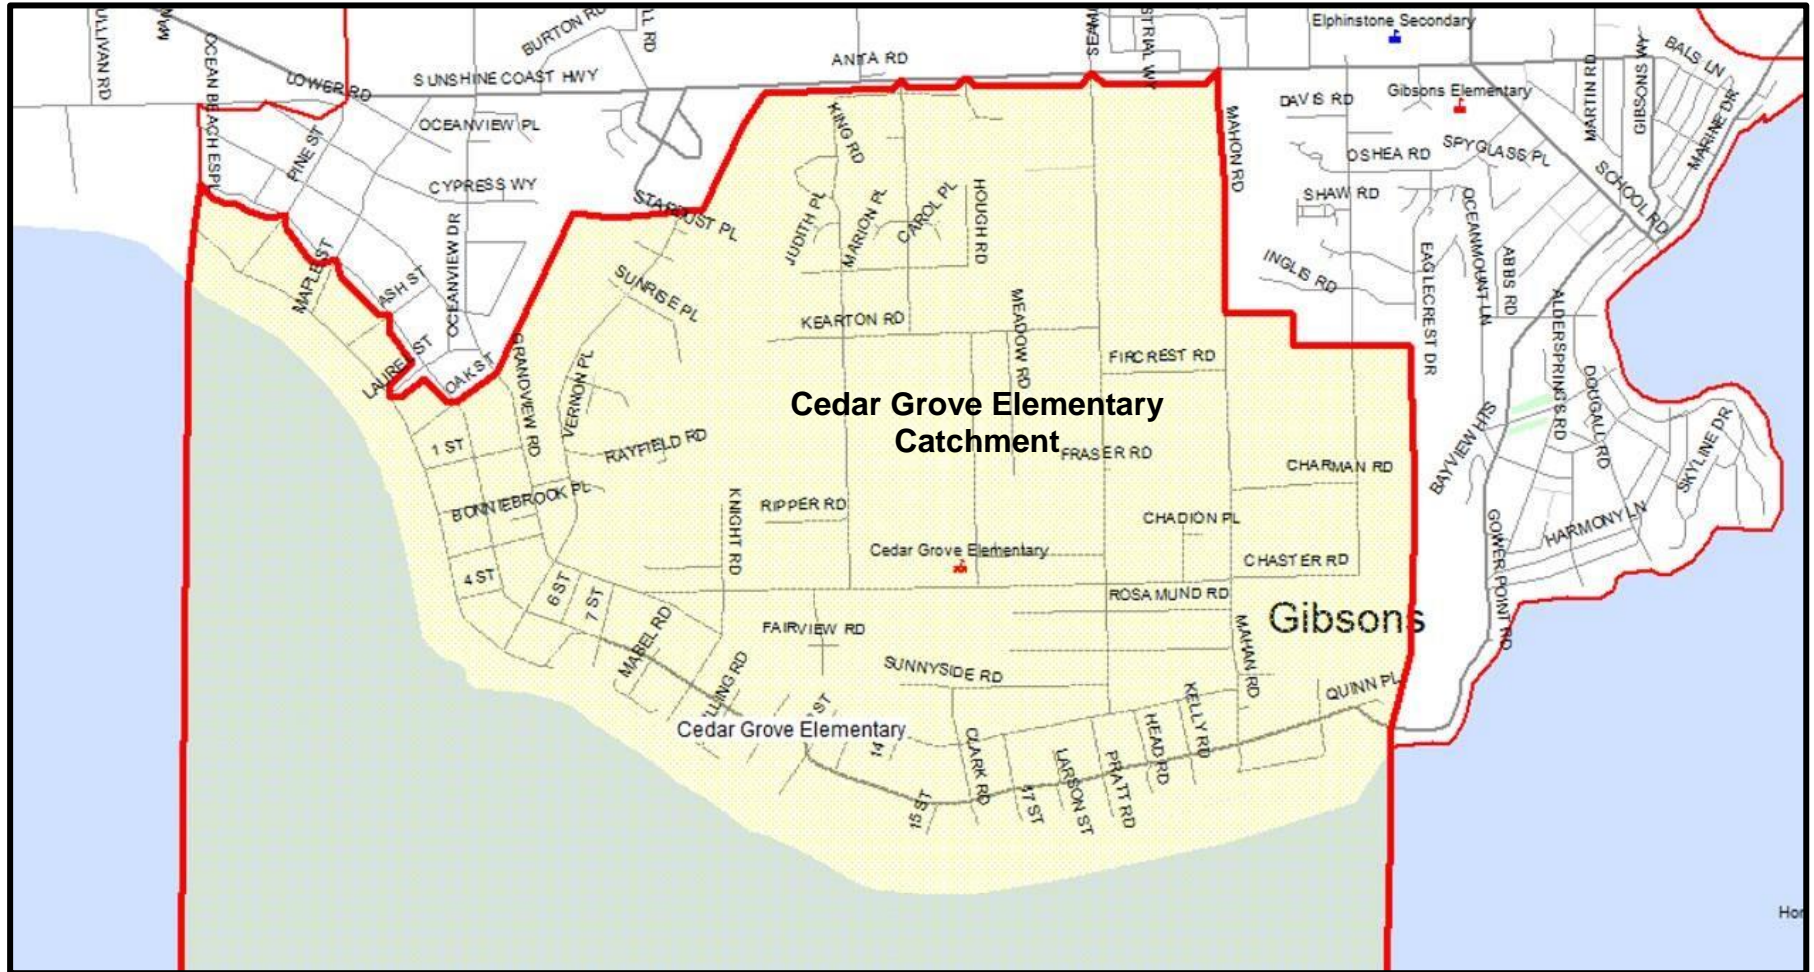 Elphinstone Secondary
BURTON RD
ANITA RD
BALS LN
GIBSONS WY
MARTIN RD
LOWER RD
SUNSHINE COAST HWY
DAVIS RD
Gibsons Elementary
MARINE DR
OCEAN BEACH ESPL
PINE ST
OCEANVIEW PL
KING RD
MAHON RD
OSHEA RD
SPYGLASS PL
SCHOOL RD
CYPRESS WY
STARDUST PL
JUDITH PL
MARION PL
CAROL PL
HOUGH RD
SHAW RD
OCEANMOUNT LN
ABBS RD
EAGLECREST DR
INGLIS RD
MAPLE ST
ASH ST
OCEANVIEW DR
SUNRISE PL
KEARTON RD
MEADOW RD
ALDERSPRINGS RD
LAUREL ST
OAK ST
GRANDVIEW RD
VERNON PL
FIRCREST RD
DOUGALL RD
Cedar Grove Elementary
Catchment
1 ST
RAYFIELD RD
FRASER RD
CHARMAN RD
BAYVIEW HTS
SKYLINE DR
BONNIEBROOK PL
KNIGHT RD
RIPPER RD
CHADION PL
HARMONY LN
GOWER POINT RD
Cedar Grove Elementary
CHASTER RD
4 ST
6 ST
7 ST
MABEL RD
FAIRVIEW RD
ROSAMUND RD
Gibsons
MAHAN RD
SUNNYSIDE RD
QUINN PL
KELLY RD
HEAD RD
Cedar Grove Elementary
14
CLARK RD
LARSON ST
PRATT RD
15 ST
17 ST